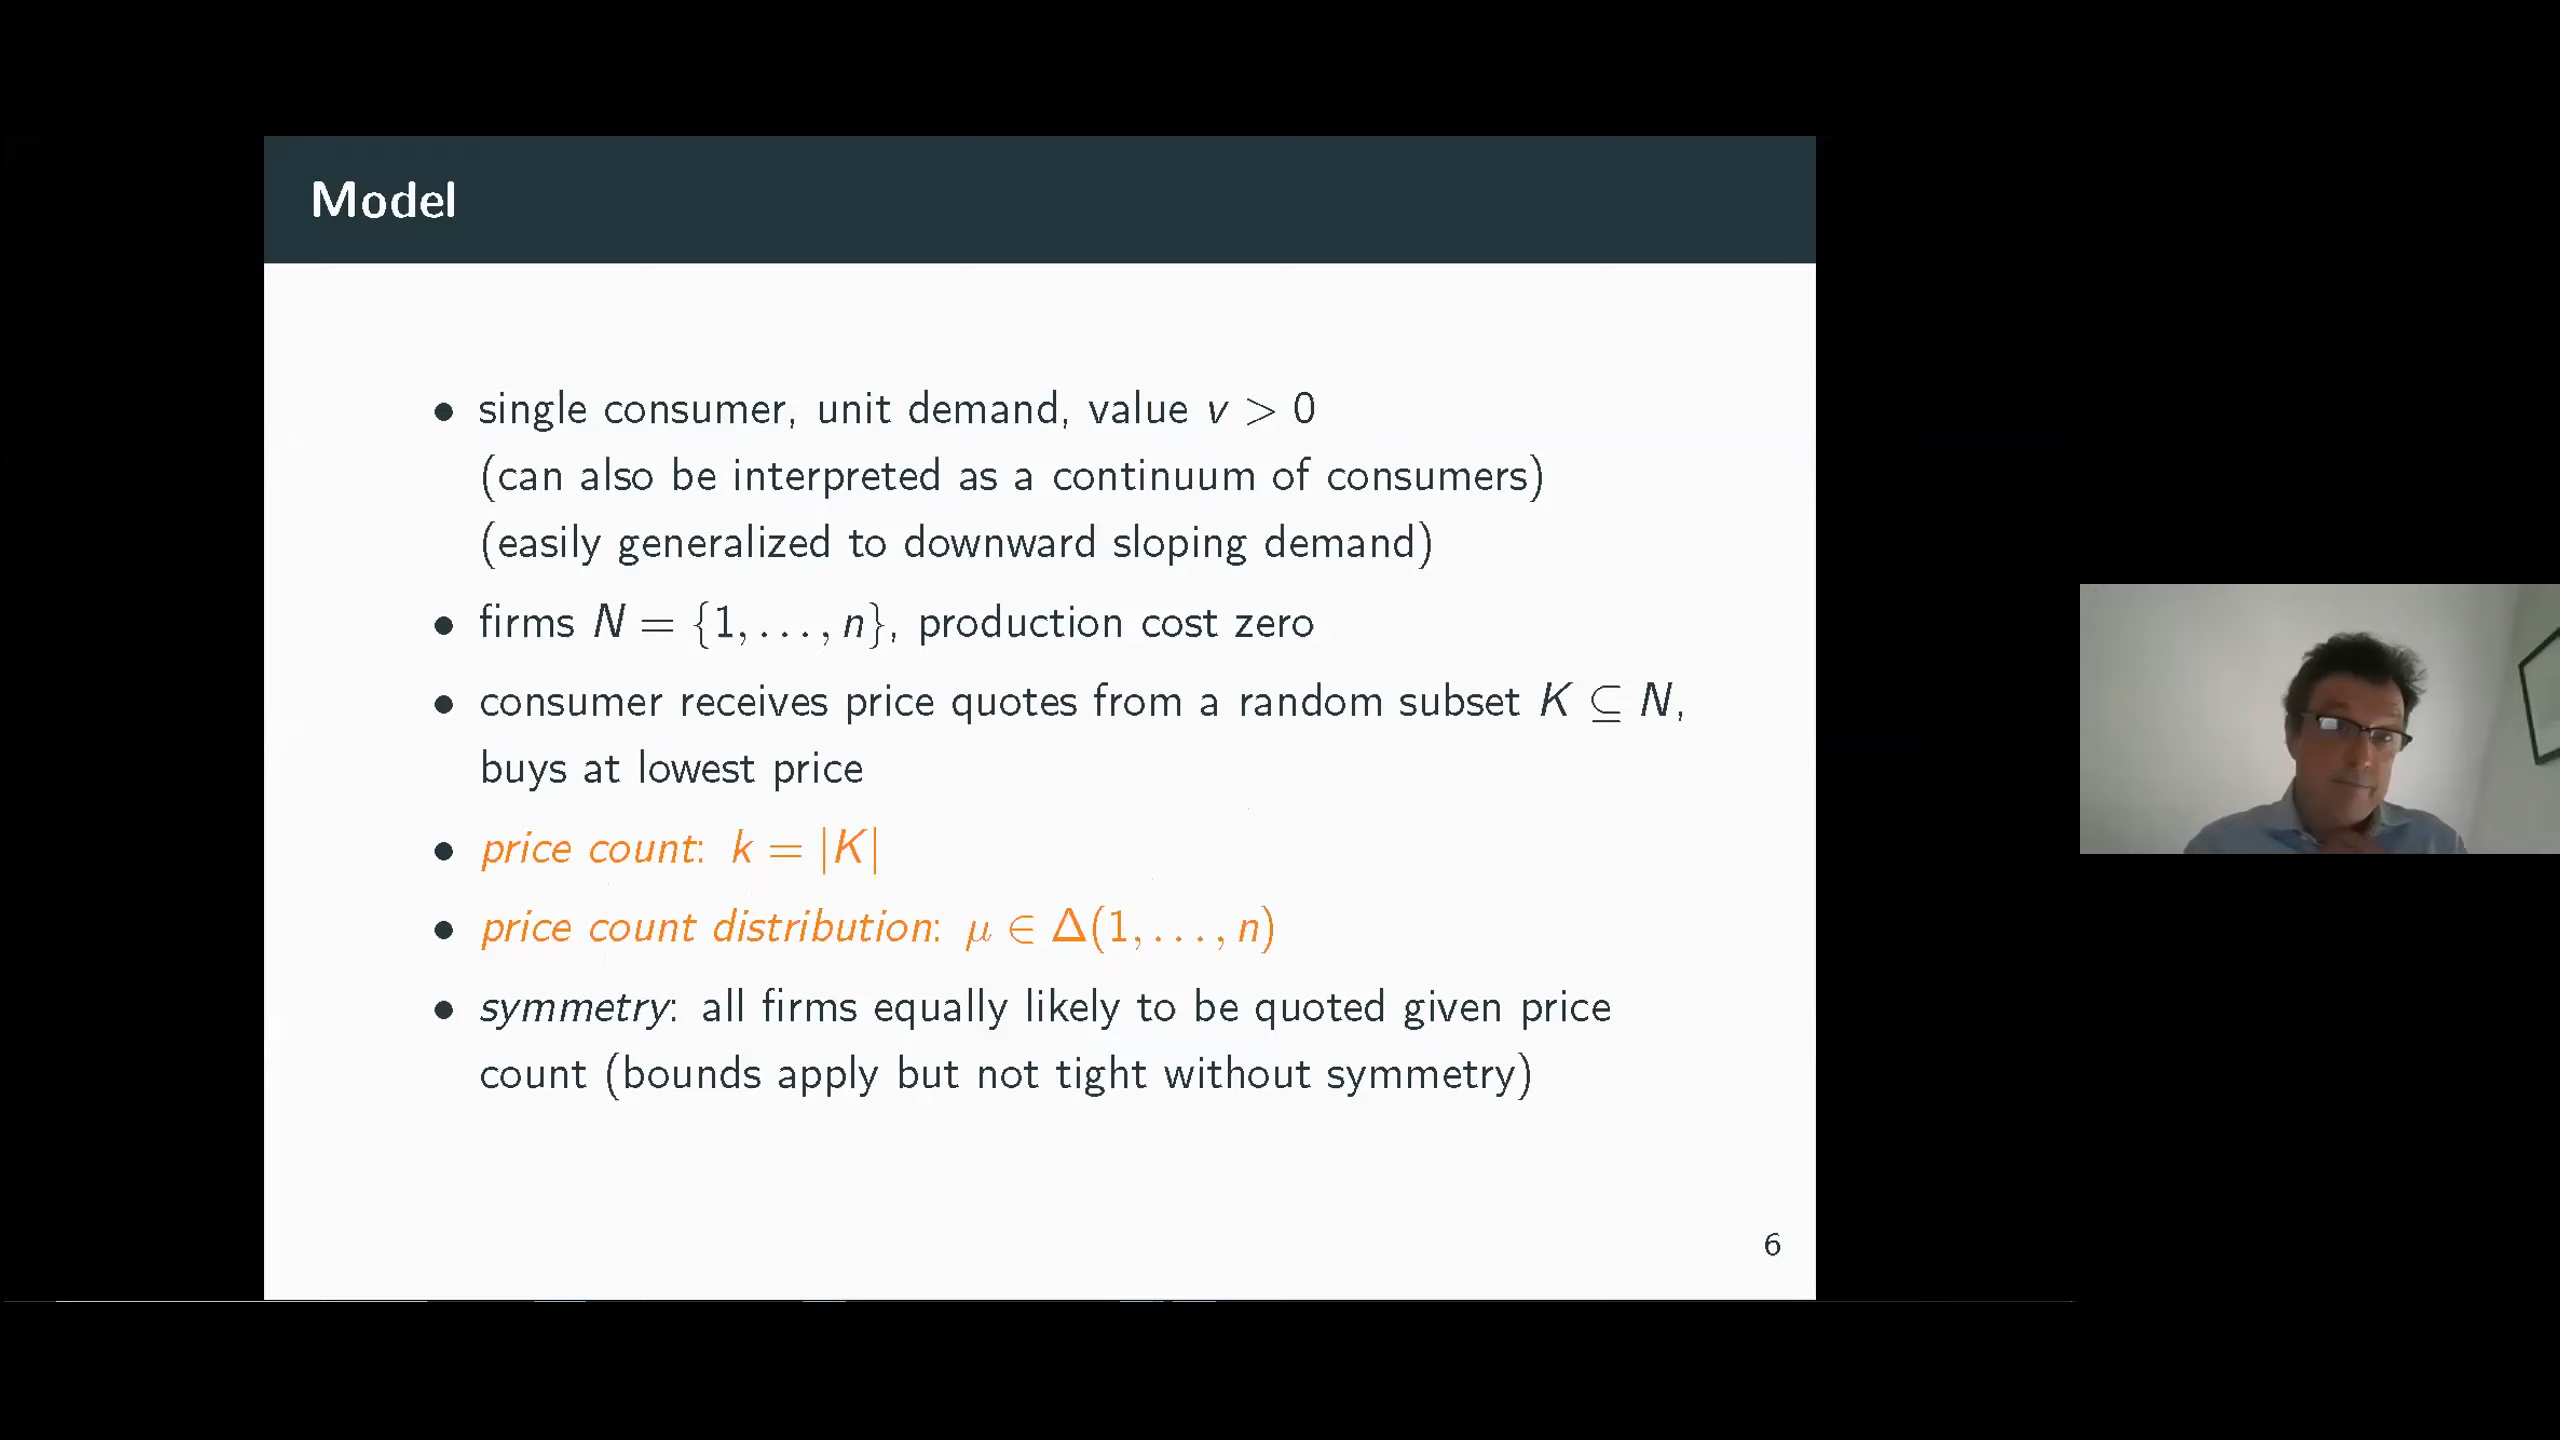 Model
• single consumer, unit demand, value v > 0
(can also be interpreted as a continuum of consumers)
(easily generalized to downward sloping demand)
• firms N = {1, . . . , n}, production cost zero
• consumer receives price quotes from a random subset K ⊆ N,
buys at lowest price
• price count: k = |K|
• price count distribution: μ ∈ Δ(1, . . . , n)
• symmetry: all firms equally likely to be quoted given price
count (bounds apply but not tight without symmetry)
6